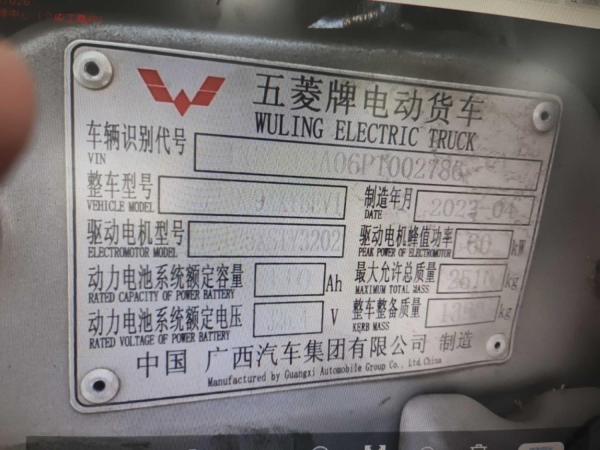 五菱牌电动货车
WULING ELECTRIC TRUCK
车辆识别代号 A06P1002786
VIN
整车型号 制造年月 2023-04
VEHICLE MODEL DATE
驱动电机型号 驱动电机峰值功率 60 kW
ELECTROMOTOR MODEL PEAK POWER OF ELECTROMOTOR
动力电池系统额定容量 Ah 最大允许总质量 2510 kg
RATED CAPACITY OF POWER BATTERY MAXIMUM TOTAL MASS
动力电池系统额定电压 V 整车整备质量 kg
RATED VOLTAGE OF POWER BATTERY KERB MASS
中国 广西汽车集团有限公司 制造
Manufactured by Guangxi Automobile Group Co., Ltd.China